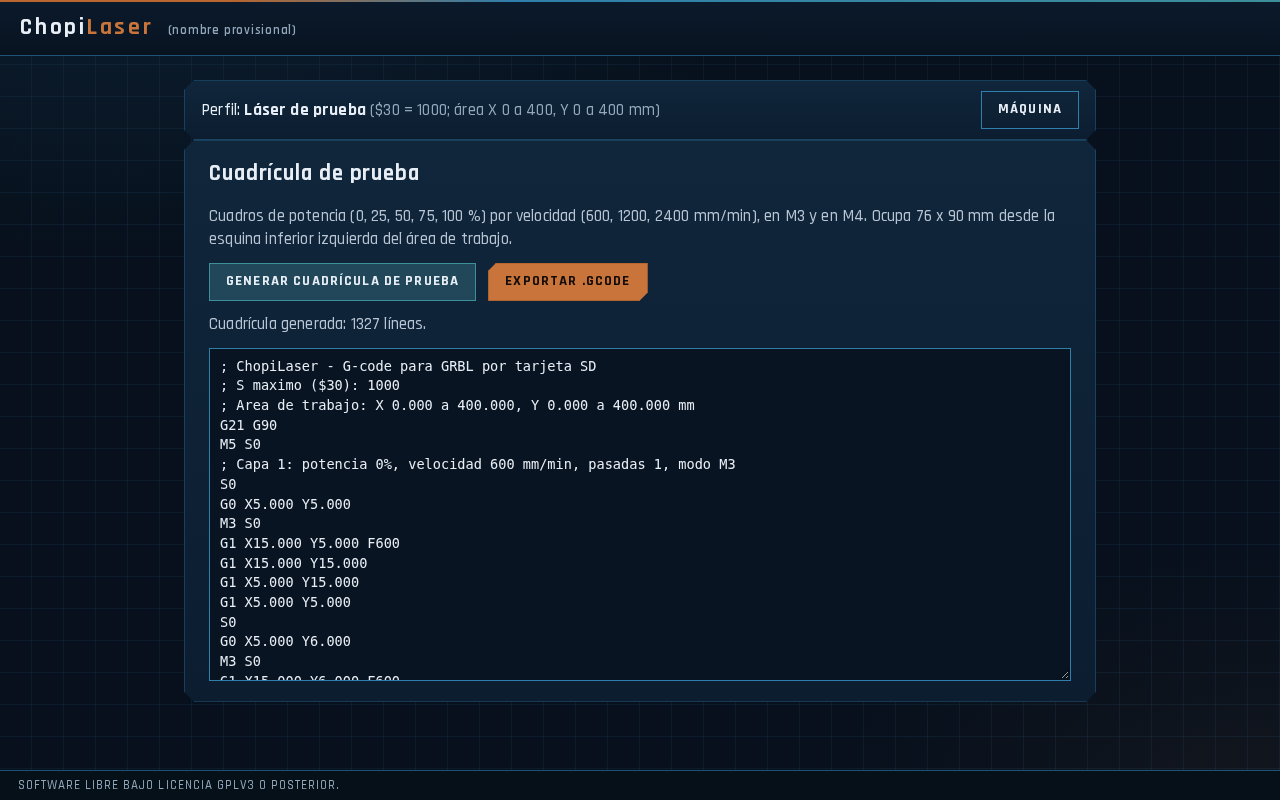 ChopiLaser (nombre provisional)
Perfil: Láser de prueba ($30 = 1000; área X 0 a 400, Y 0 a 400 mm)
MÁQUINA
Cuadrícula de prueba
Cuadros de potencia (0, 25, 50, 75, 100 %) por velocidad (600, 1200, 2400 mm/min), en M3 y en M4. Ocupa 76 x 90 mm desde la
esquina inferior izquierda del área de trabajo.
GENERAR CUADRÍCULA DE PRUEBA
EXPORTAR .GCODE
Cuadrícula generada: 1327 líneas.
; ChopiLaser - G-code para GRBL por tarjeta SD
; S maximo ($30): 1000
; Area de trabajo: X 0.000 a 400.000, Y 0.000 a 400.000 mm
G21 G90
M5 S0
; Capa 1: potencia 0%, velocidad 600 mm/min, pasadas 1, modo M3
S0
G0 X5.000 Y5.000
M3 S0
G1 X15.000 Y5.000 F600
G1 X15.000 Y15.000
G1 X5.000 Y15.000
G1 X5.000 Y5.000
S0
G0 X5.000 Y6.000
M3 S0
G1 X15.000 Y6.000 F600
SOFTWARE LIBRE BAJO LICENCIA GPLV3 O POSTERIOR.